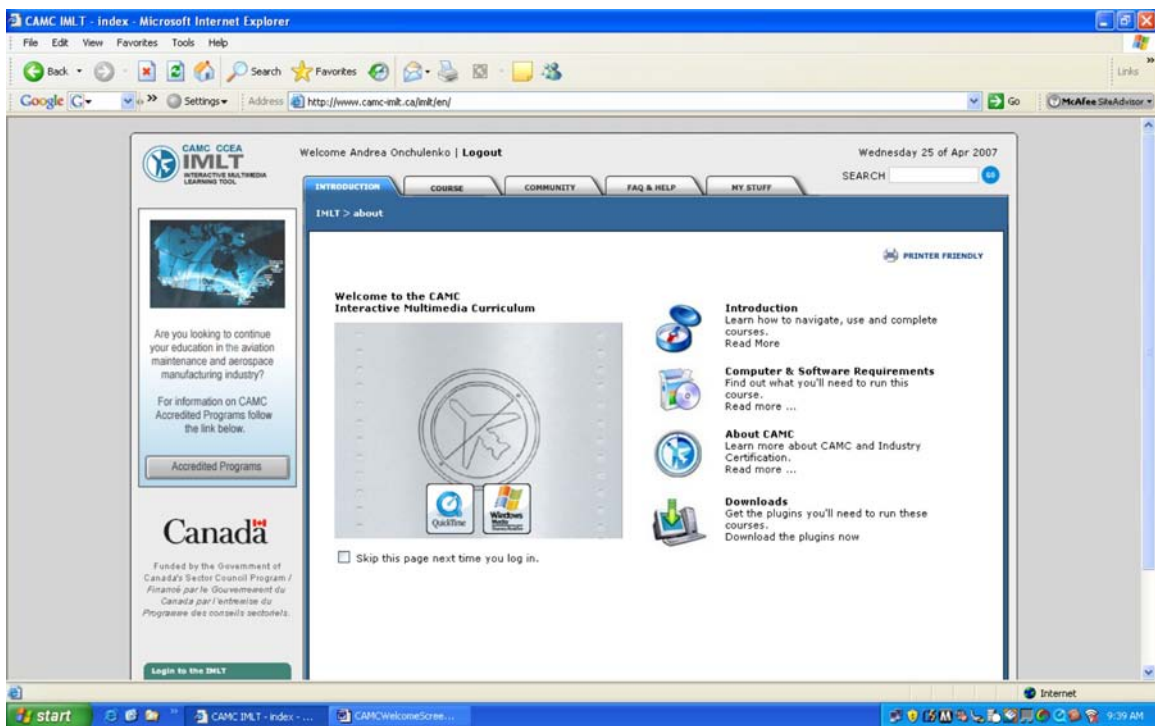 CAMC IMLT - index - Microsoft Internet Explorer
File Edit View Favorites Tools Help
Back Search Favorites
Links
Google Settings Address http://www.camc-imlt.ca/imlt/en/ Go McAfee SiteAdvisor
CAMC CCEA
IMLT
INTERACTIVE MULTIMEDIA
LEARNING TOOL
Welcome Andrea Onchulenko | Logout
Wednesday 25 of Apr 2007
SEARCH GO
INTRODUCTION COURSE COMMUNITY FAQ & HELP MY STUFF
IMLT > about
PRINTER FRIENDLY
Are you looking to continue
your education in the aviation
maintenance and aerospace
manufacturing industry?
For information on CAMC
Accredited Programs follow
the link below.
Accredited Programs
Canada
Funded by the Government of
Canada's Sector Council Program /
Financé par le Gouvernement du
Canada par l'entremise du
Programme des conseils sectoriels.
Login to the IMLT
Welcome to the CAMC
Interactive Multimedia Curriculum
QuickTime
Windows
Media
Skip this page next time you log in.
Introduction
Learn how to navigate, use and complete
courses.
Read More
Computer & Software Requirements
Find out what you'll need to run this
course.
Read more ...
About CAMC
Learn more about CAMC and Industry
Certification.
Read more ...
Downloads
Get the plugins you'll need to run these
courses.
Download the plugins now
Internet
start CAMC IMLT - index - ... CAMCWelcomeScree... 9:39 AM